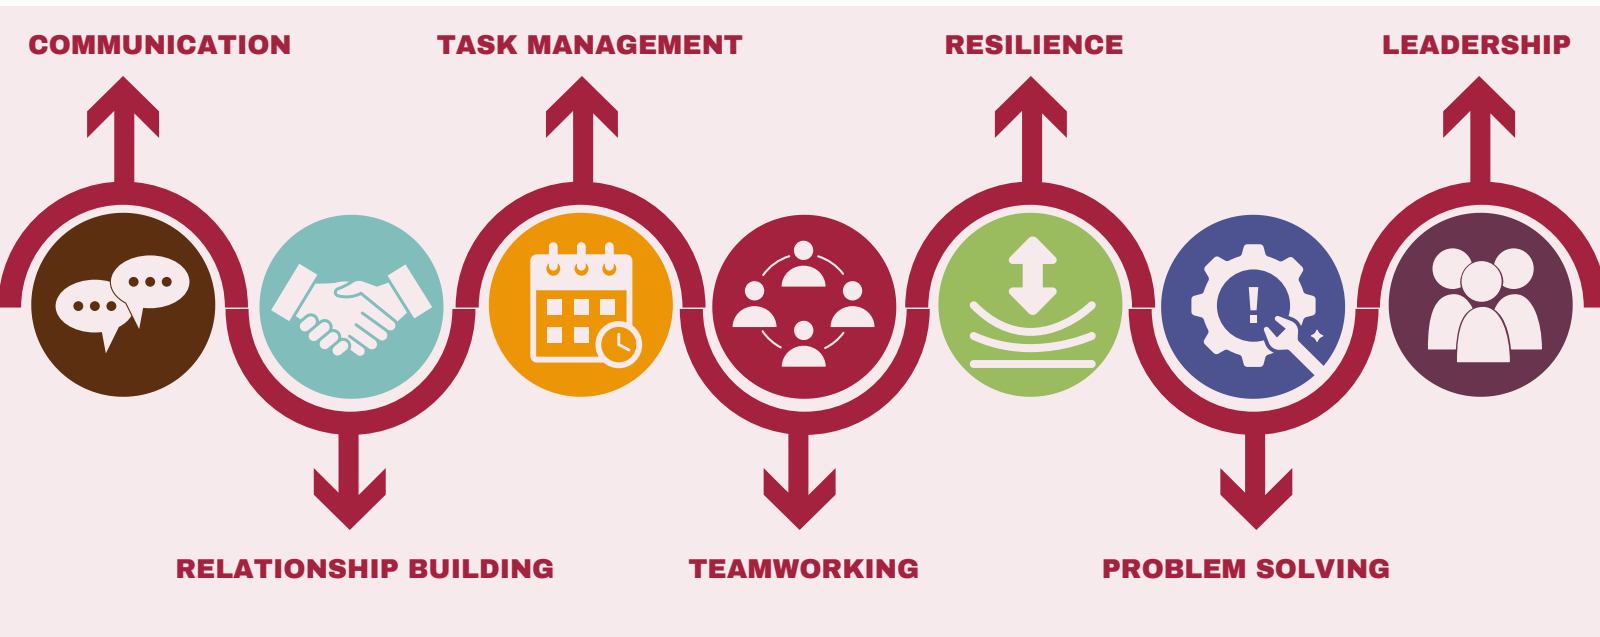 COMMUNICATION
TASK MANAGEMENT
RESILIENCE
LEADERSHIP
!
RELATIONSHIP BUILDING
TEAMWORKING
PROBLEM SOLVING